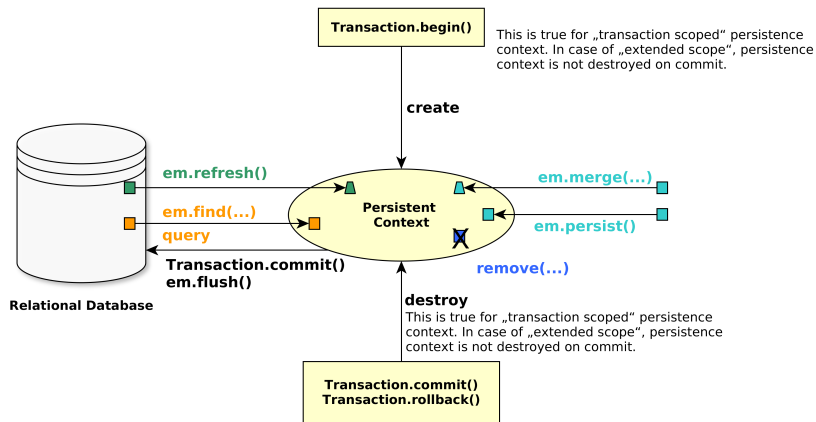 Transaction.begin()
This is true for „transaction scoped“ persistence
context. In case of „extended scope“, persistence
context is not destroyed on commit.
create
em.refresh()
em.merge(...)
em.find(...)
query
Persistent
Context
em.persist()
Transaction.commit()
em.flush()
remove(...)
Relational Database
destroy
This is true for „transaction scoped“ persistence
context. In case of „extended scope“, persistence
context is not destroyed on commit.
Transaction.commit()
Transaction.rollback()